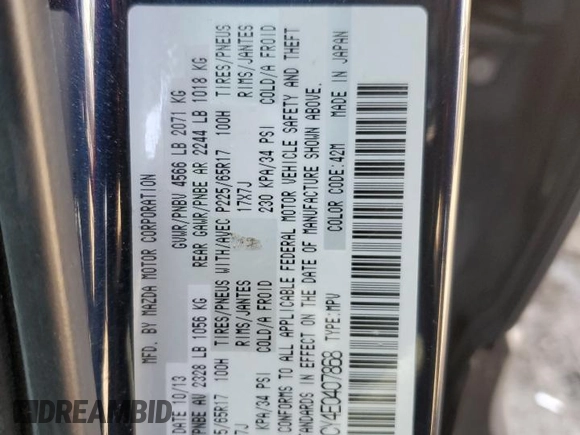 MFD. BY MAZDA MOTOR CORPORATION
DATE 10/13 GVWR/PNBV 4566 LB 2071 KG
/PNBE AV 2328 LB 1056 KG REAR GAWR/PNBE AR 2244 LB 1018 KG
5/65R17 100H TIRES/PNEUS WITH/AVEC P225/65R17 100H TIRES/PNEUS
7J RIMS/JANTES 17X7J RIMS/JANTES
KPA/34 PSI COLD/A FROID 230 KPA/34 PSI COLD/A FROID
CONFORMS TO ALL APPLICABLE FEDERAL MOTOR VEHICLE SAFETY AND THEFT
STANDARDS IN EFFECT ON THE DATE OF MANUFACTURE SHOWN ABOVE.
CY4E0407868 TYPE:MPV COLOR CODE:42M MADE IN JAPAN
DEALERS EDGE